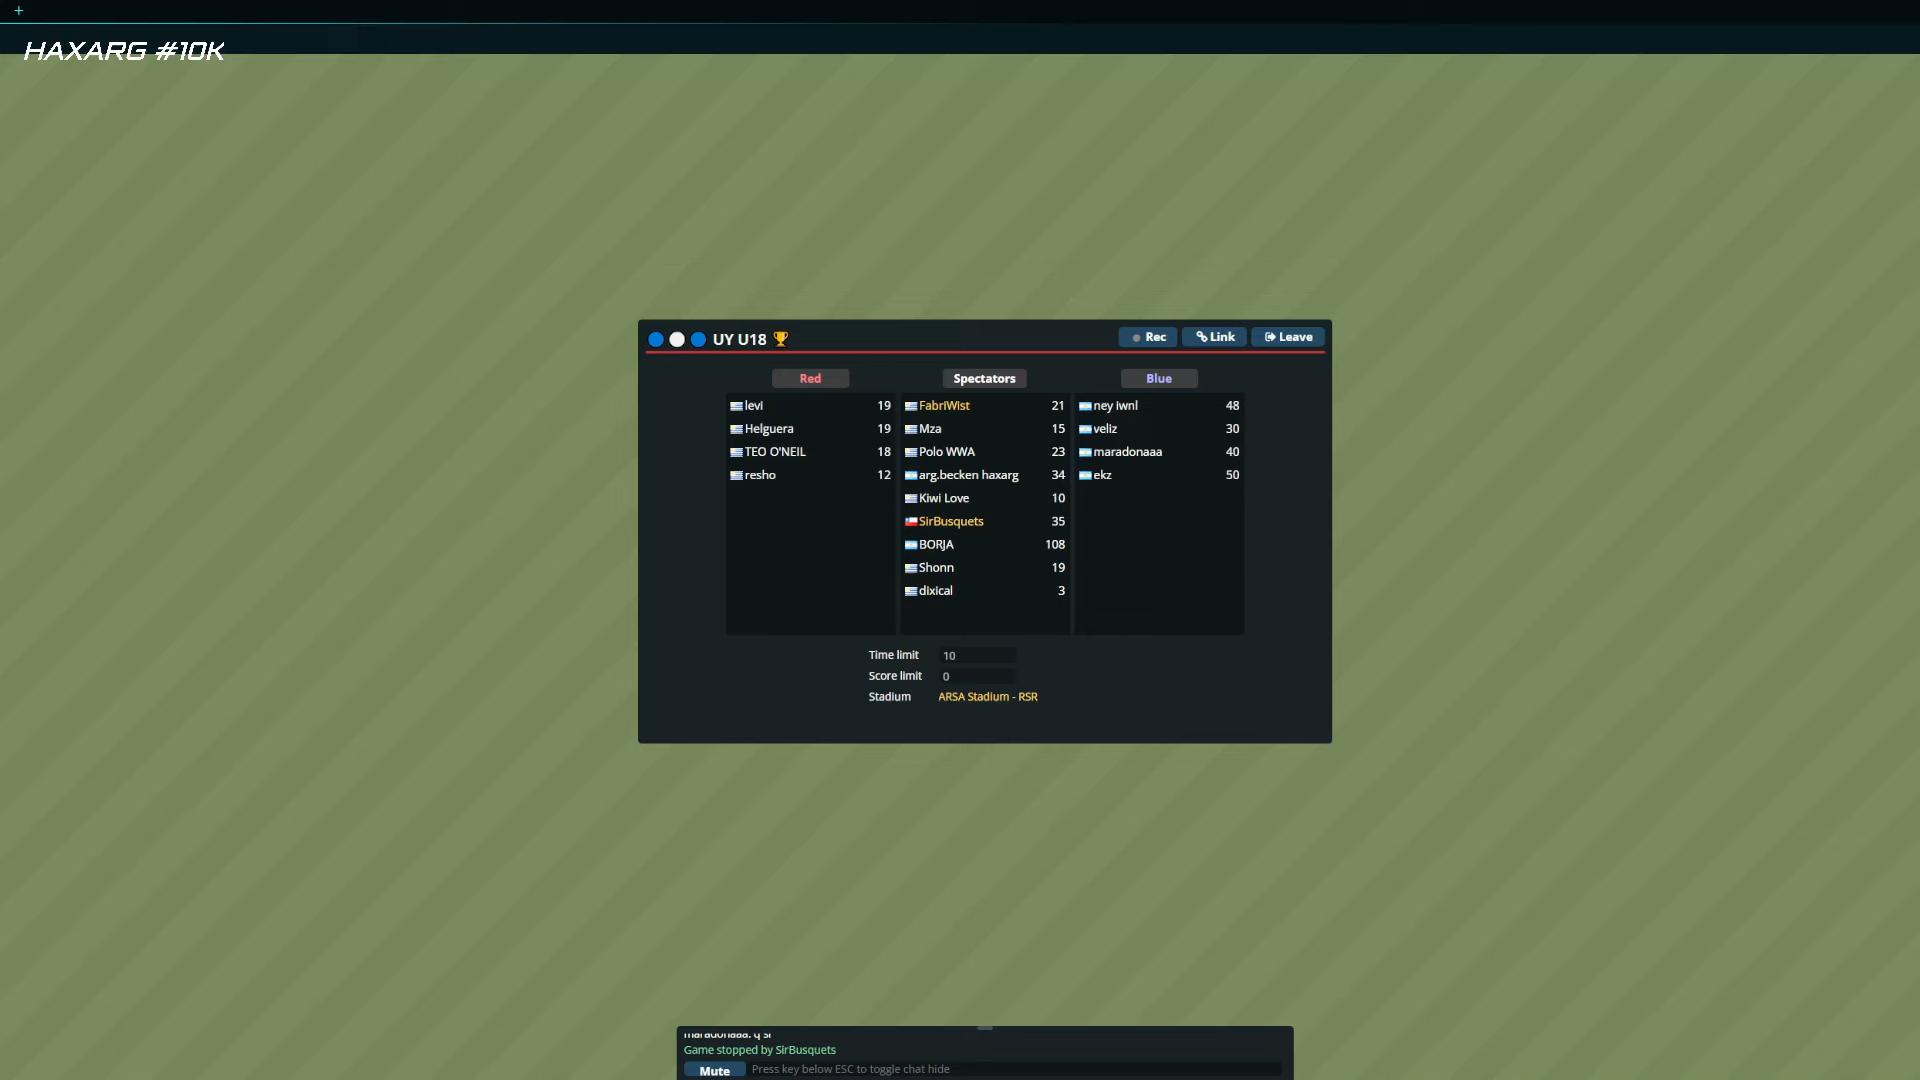 +
HAXARG #10K
UY U18
Rec
Link
Leave
Red
Spectators
Blue
levi 19
Helguera 19
TEO O'NEIL 18
resho 12
FabriWist 21
Mza 15
Polo WWA 23
arg.becken haxarg 34
Kiwi Love 10
SirBusquets 35
BORJA 108
Shonn 19
dixical 3
ney iwnl 48
veliz 30
maradonaaa 40
ekz 50
Time limit 10
Score limit 0
Stadium ARSA Stadium - RSR
maradonaaa: q si
Game stopped by SirBusquets
Mute
Press key below ESC to toggle chat hide